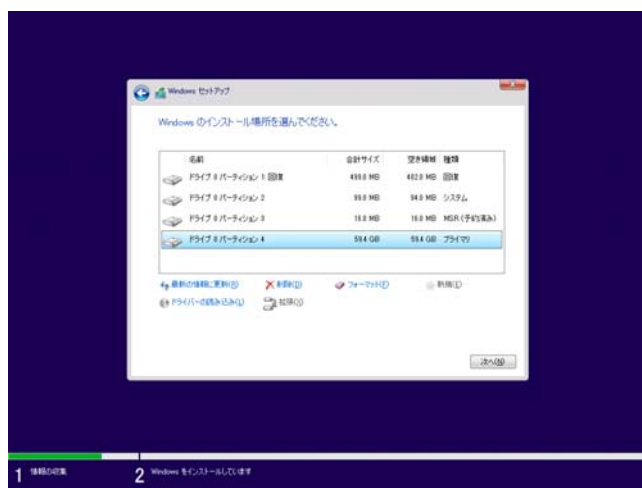 Windows セットアップ
Windows のインストール場所を選んでください。
名前 合計サイズ 空き領域 種類
ドライブ 0 パーティション 1: 回復 499.0 MB 482.0 MB 回復
ドライブ 0 パーティション 2 99.0 MB 94.0 MB システム
ドライブ 0 パーティション 3 16.0 MB 16.0 MB MSR (予約済み)
ドライブ 0 パーティション 4 59.4 GB 59.4 GB プライマリ
最新の情報に更新(R) 削除(D) フォーマット(F) 新規(E)
ドライバーの読み込み(L) 拡張(X)
次へ(N)
1 情報の収集 2 Windows をインストールしています